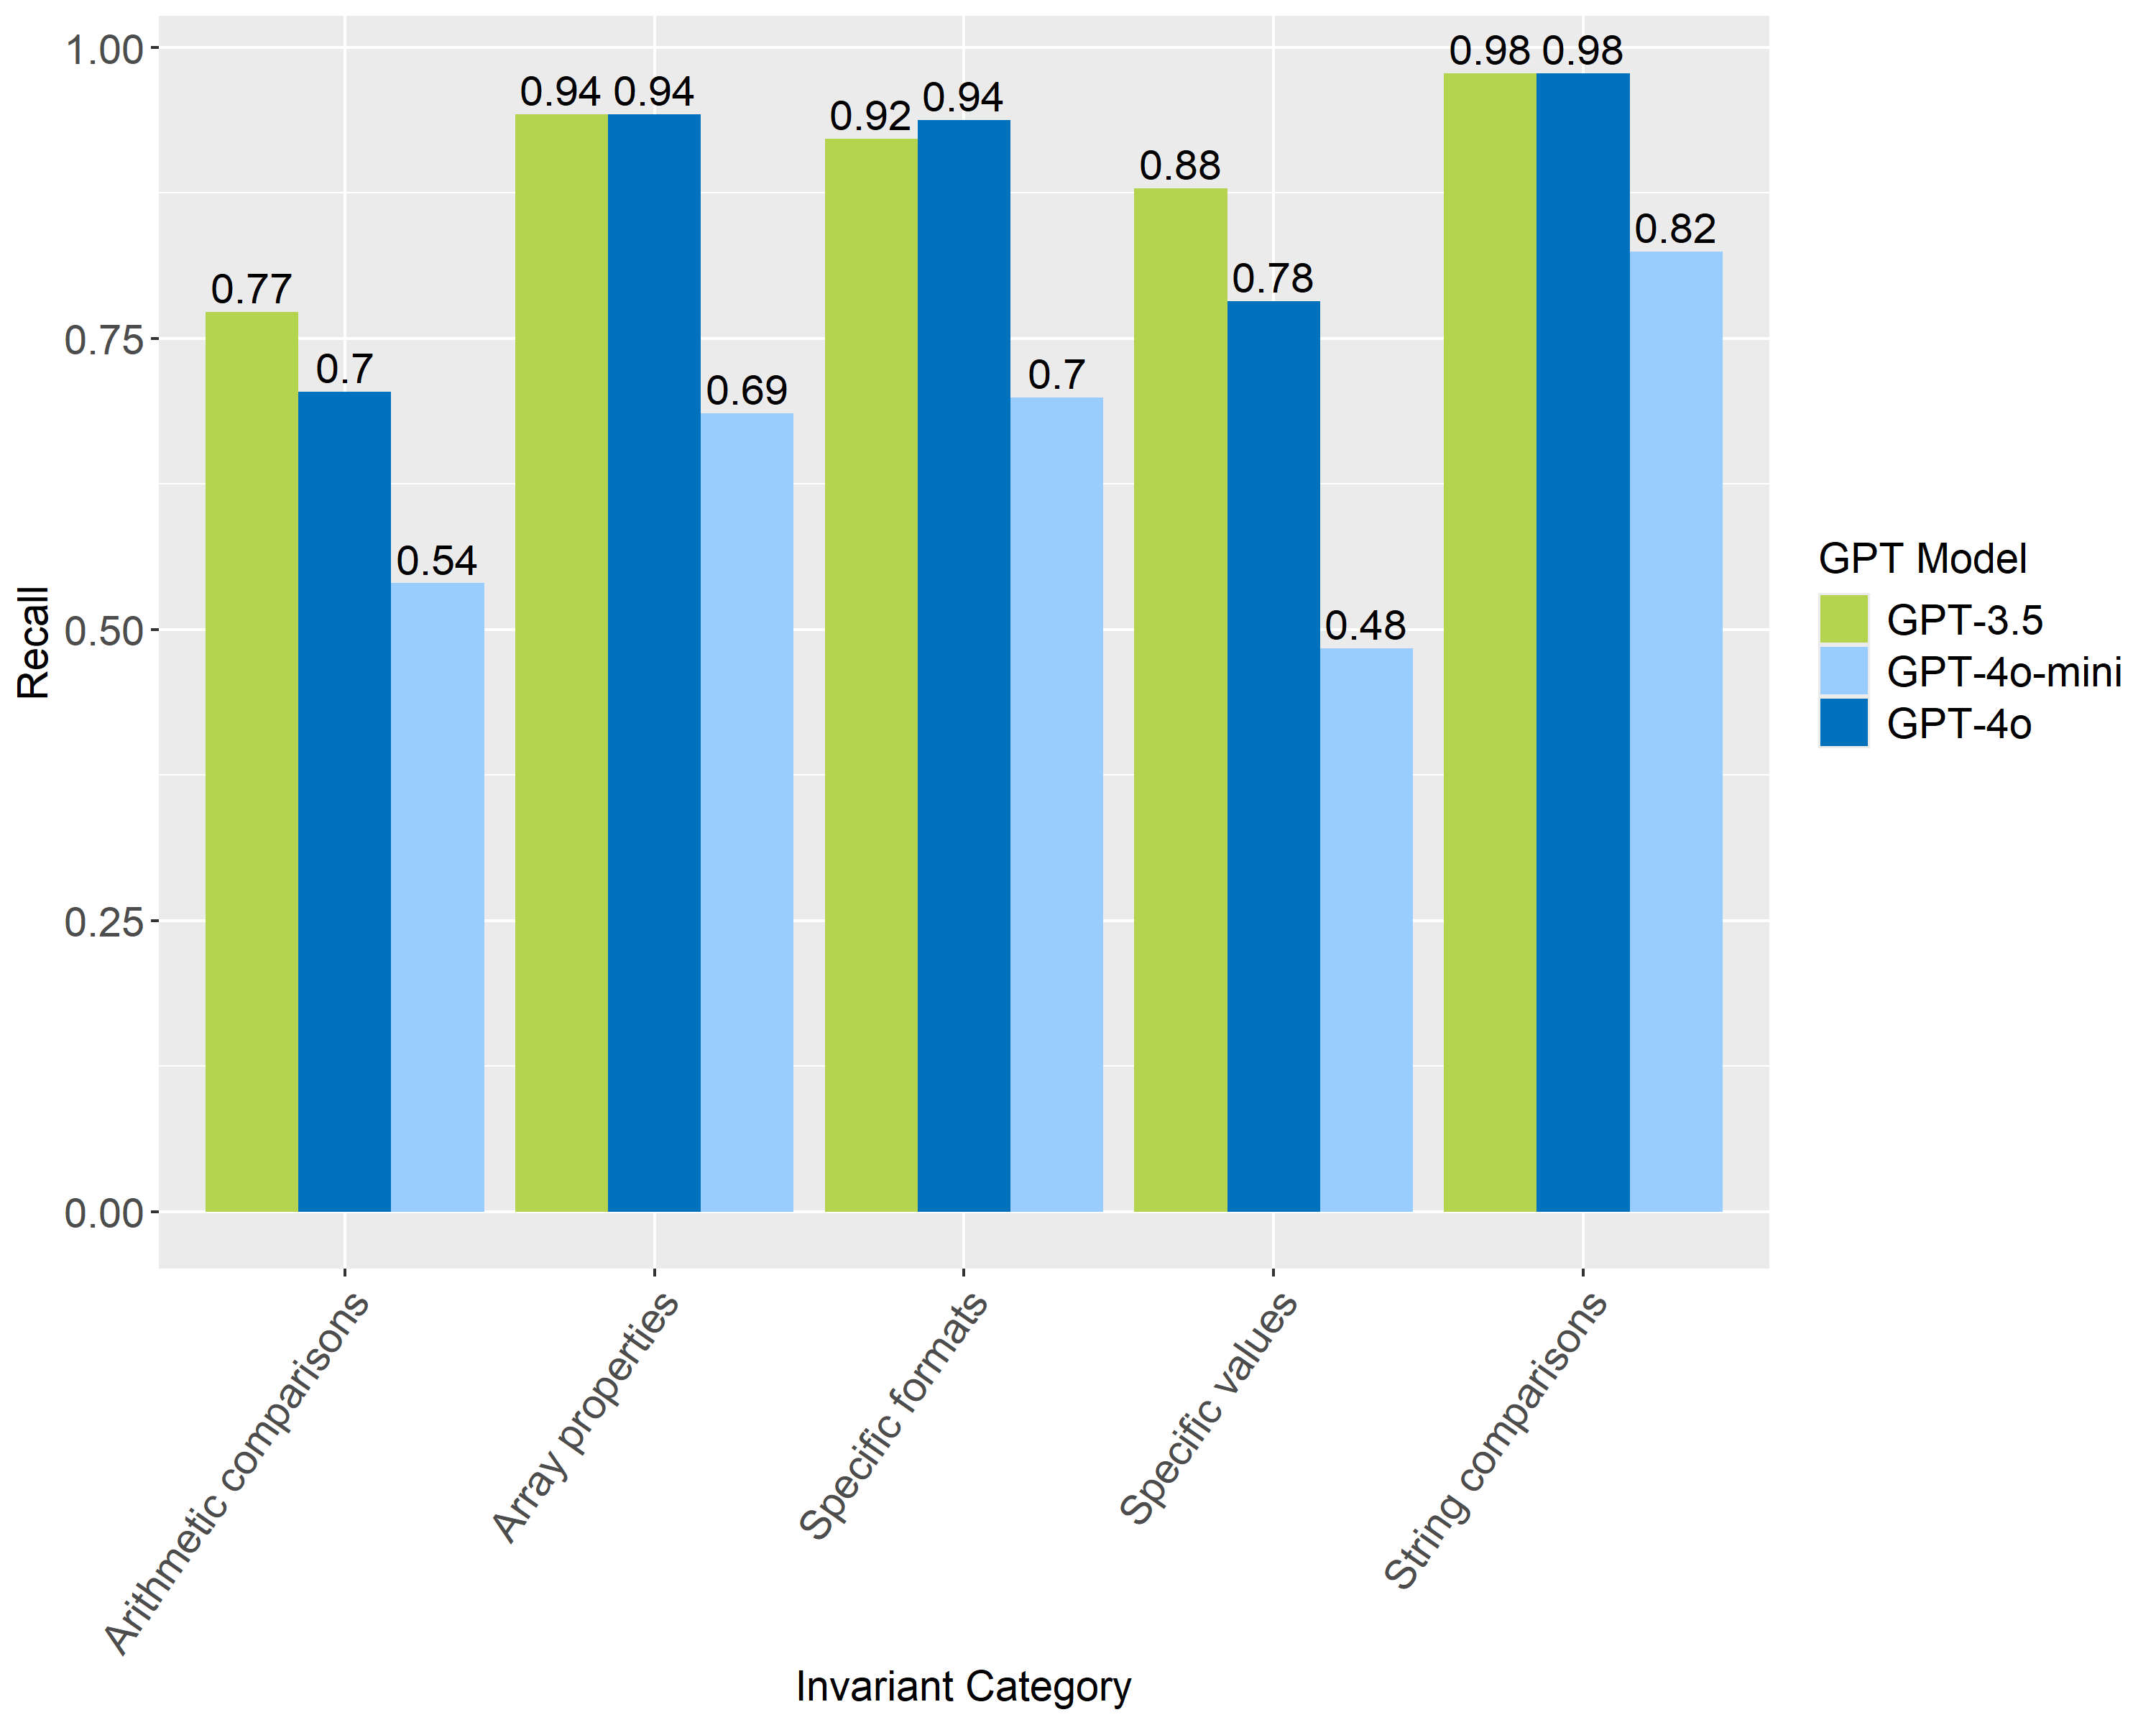 1.00
0.75
0.50
0.25
0.00
Recall
0.77
0.7
0.54
0.94
0.94
0.69
0.92
0.94
0.7
0.88
0.78
0.48
0.98
0.98
0.82
Arithmetic comparisons
Array properties
Specific formats
Specific values
String comparisons
Invariant Category
GPT Model
GPT-3.5
GPT-4o-mini
GPT-4o